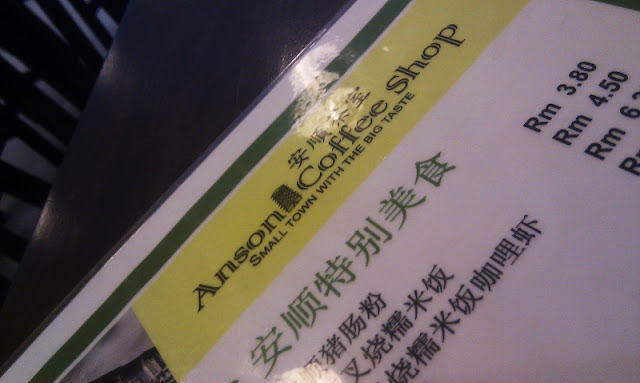 安顺茶室
Anson Coffee Shop
SMALL TOWN WITH THE BIG TASTE
安顺特别美食
猪肠粉 Rm 3.80
叉烧糯米饭 Rm 4.50
烧糯米饭咖哩虾 Rm 6.